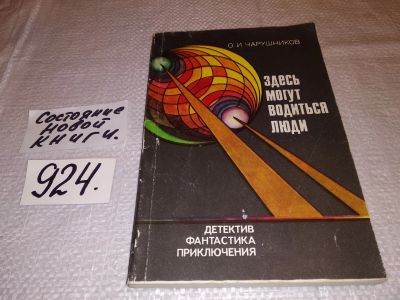 Состояние
новой
книги.
924.
О. И. ЧАРУШНИКОВ
ЗДЕСЬ
МОГУТ
ВОДИТЬСЯ
ЛЮДИ
ДЕТЕКТИВ
ФАНТАСТИКА
ПРИКЛЮЧЕНИЯ